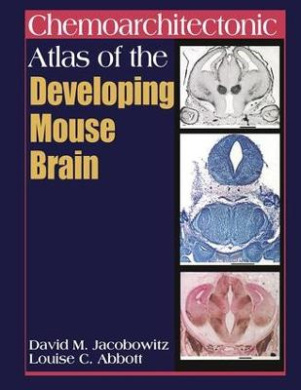 Chemoarchitectonic
Atlas of the
Developing
Mouse
Brain
David M. Jacobowitz
Louise C. Abbott